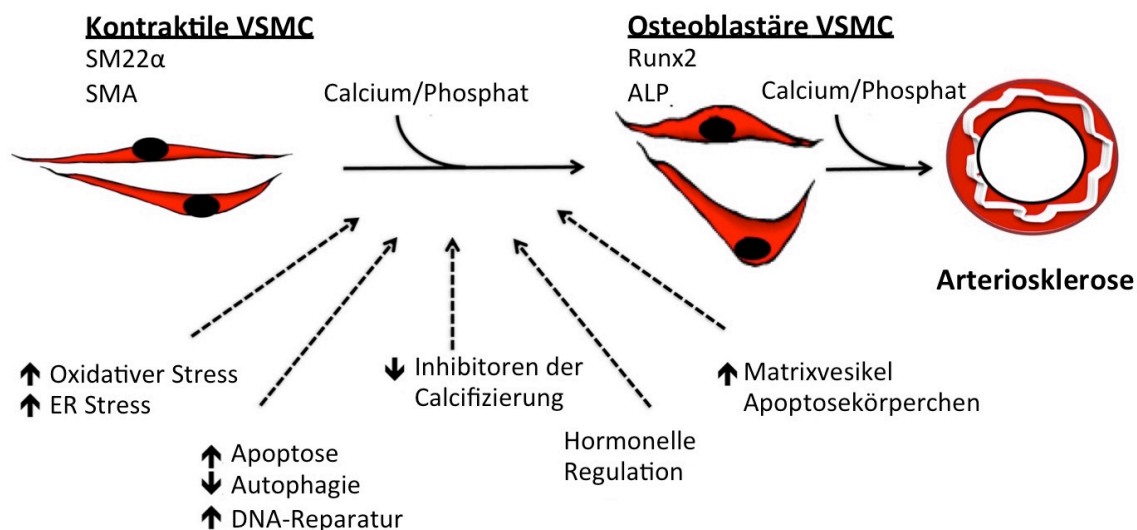 Kontraktile VSMC
SM22α
SMA
Calcium/Phosphat
Osteoblastäre VSMC
Runx2
ALP
Calcium/Phosphat
Arteriosklerose
↑ Oxidativer Stress
↑ ER Stress
↑ Apoptose
↓ Autophagie
↑ DNA-Reparatur
↓ Inhibitoren der
Calcifizierung
Hormonelle
Regulation
↑ Matrixvesikel
Apoptosekörperchen